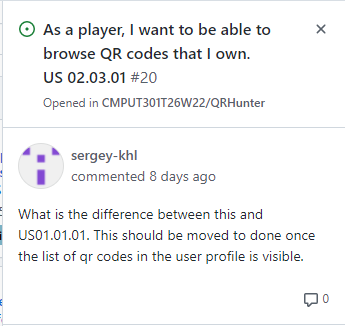 As a player, I want to be able to
browse QR codes that I own.
US 02.03.01 #20
Opened in CMPUT301T26W22/QRHunter
sergey-khl
commented 8 days ago
What is the difference between this and
US01.01.01. This should be moved to done once
the list of qr codes in the user profile is visible.
0